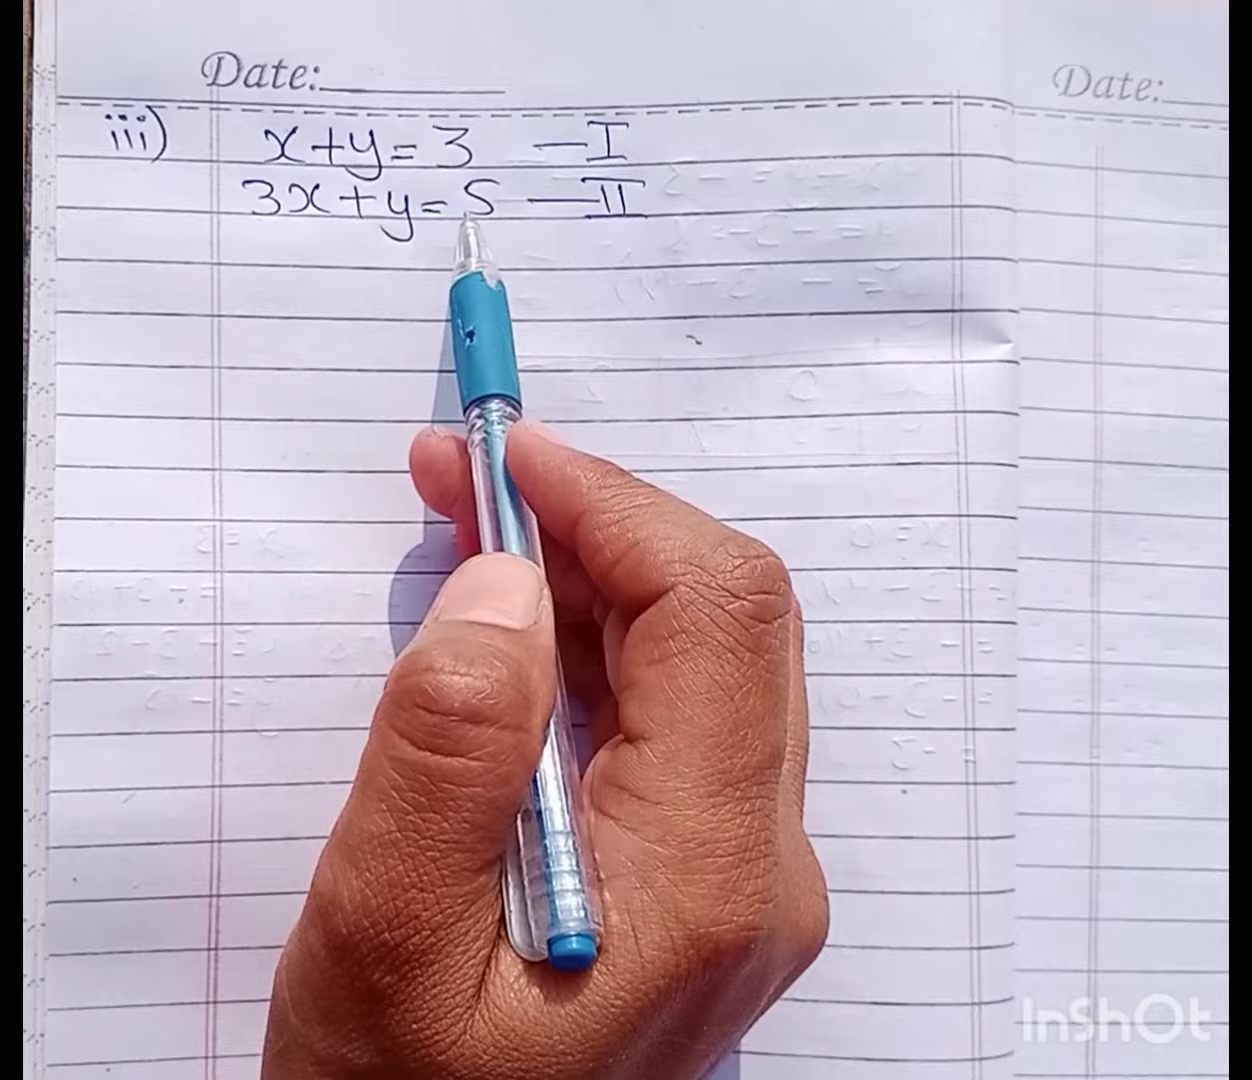 Date:
Date:
iii) x+y=3 —I
3x+y=5 —II
InShOt